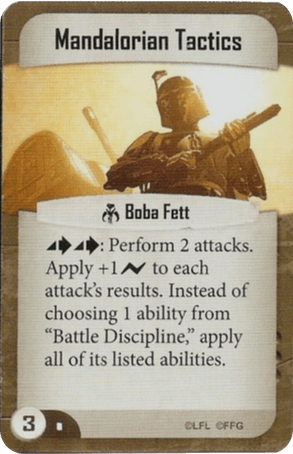 Mandalorian Tactics
Boba Fett
: Perform 2 attacks.
Apply +1 to each
attack's results. Instead of
choosing 1 ability from
“Battle Discipline,” apply
all of its listed abilities.
3
©LFL ©FFG